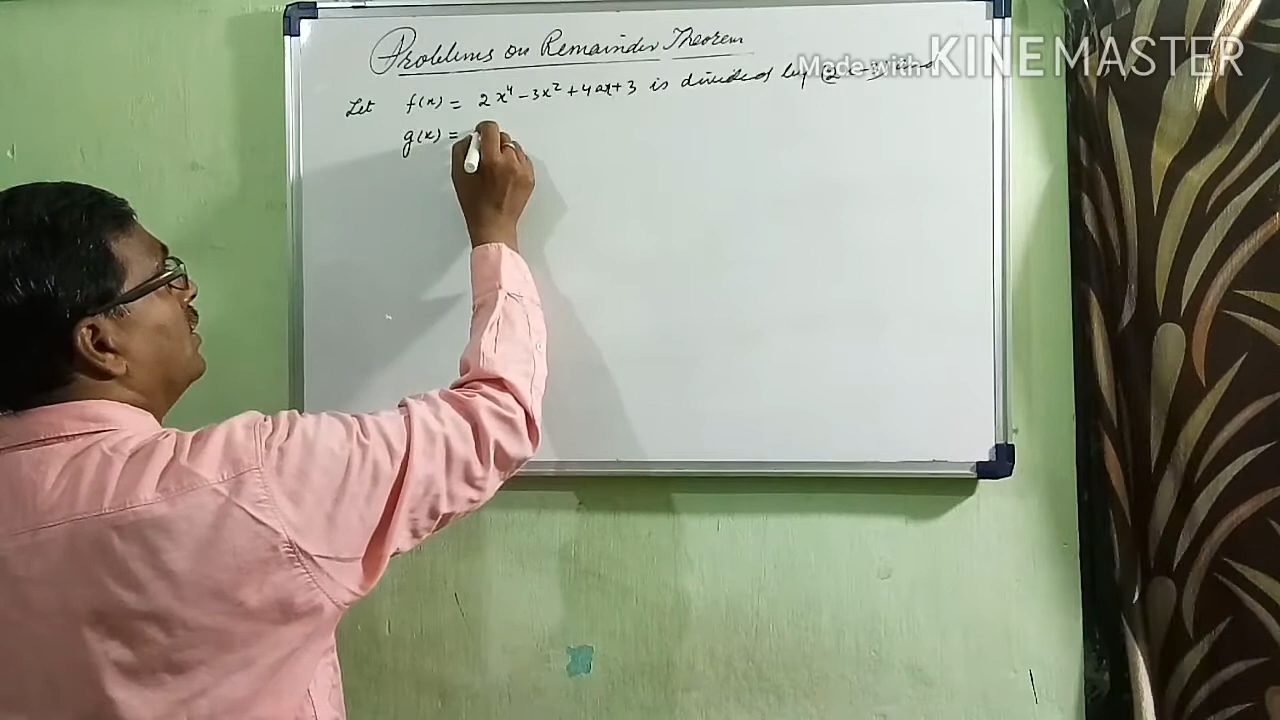 Problems on Remainder Theorem
Made with KINEMASTER
Let f(x) = 2x⁴ - 3x² + 4ax + 3 is divided by
g(x) =